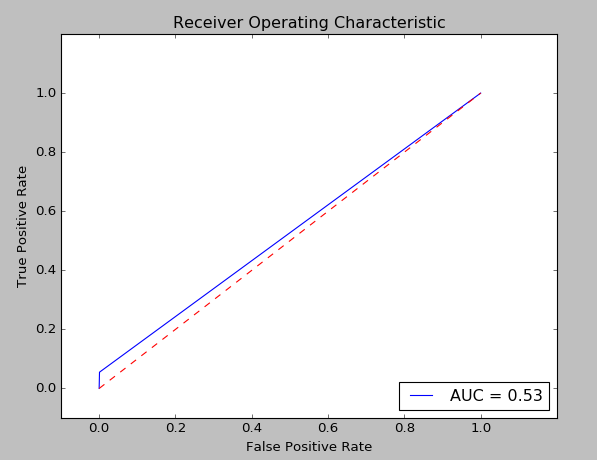 Receiver Operating Characteristic
True Positive Rate
1.0
0.8
0.6
0.4
0.2
0.0
AUC = 0.53
0.0 0.2 0.4 0.6 0.8 1.0
False Positive Rate